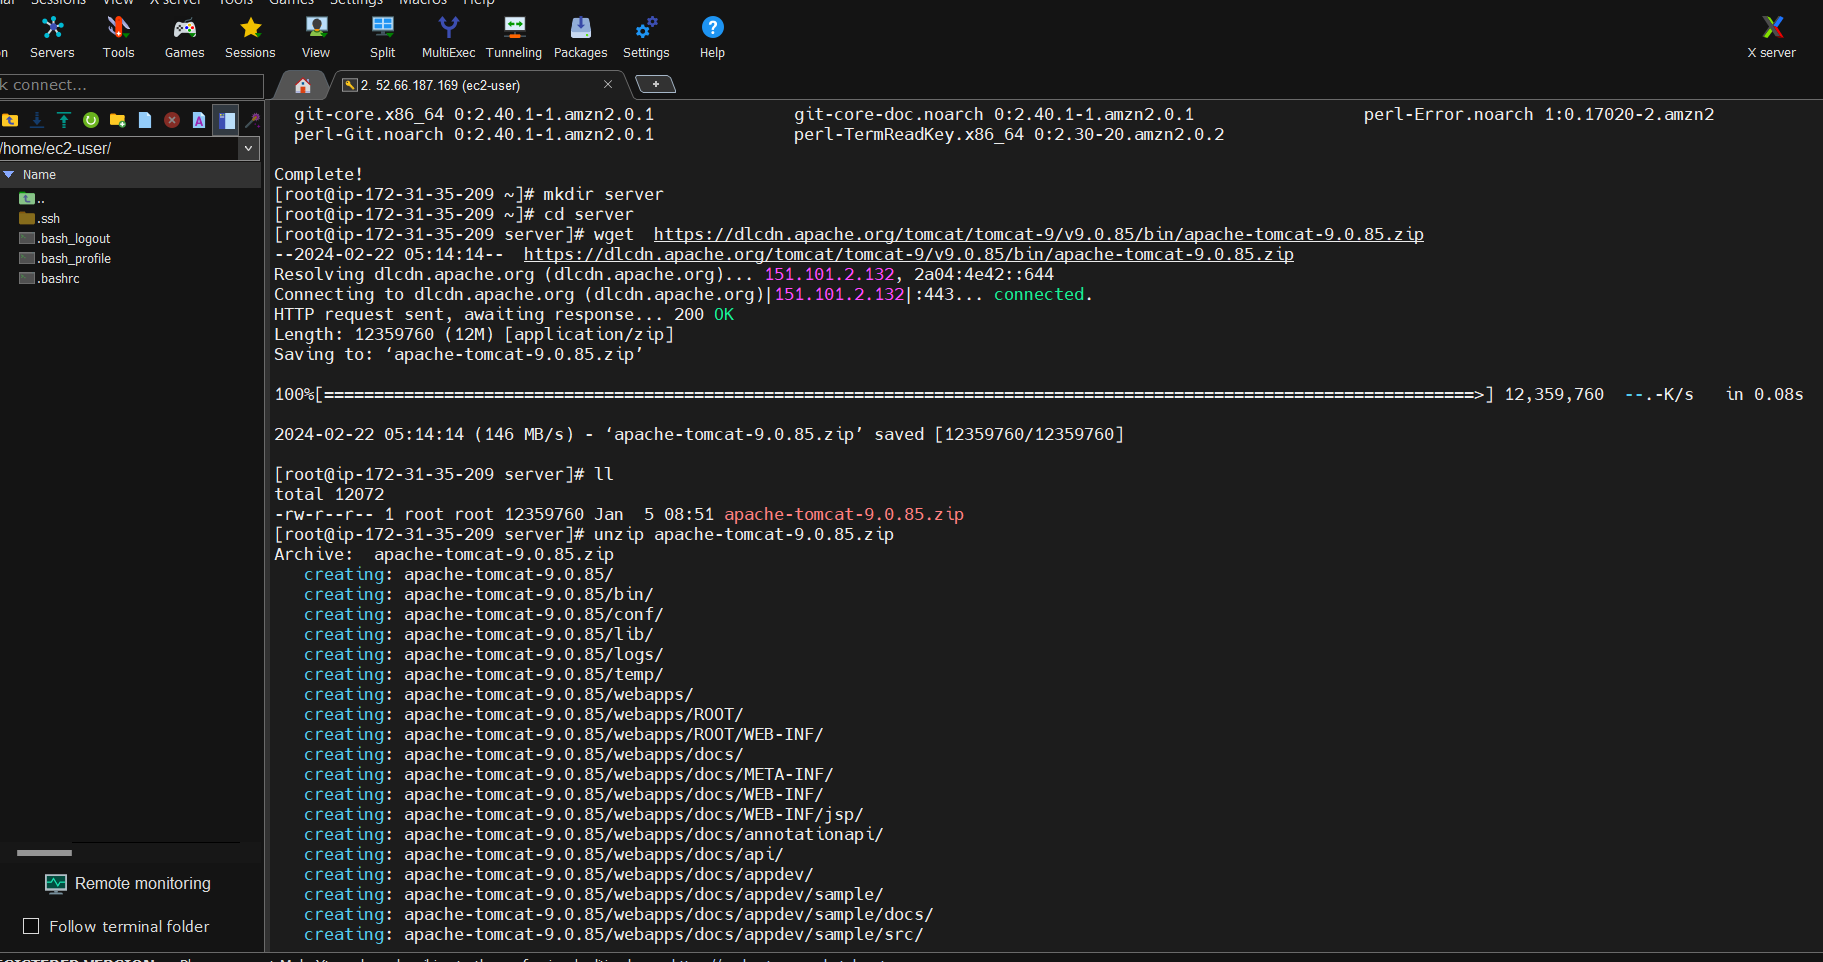 Sessions View X server Tools Games Settings Macros Help
Servers Tools Games Sessions View Split MultiExec Tunneling Packages Settings Help X server
connect...
2. 52.66.187.169 (ec2-user)
/home/ec2-user/
Name
..
.ssh
.bash_logout
.bash_profile
.bashrc
Remote monitoring
Follow terminal folder
git-core.x86_64 0:2.40.1-1.amzn2.0.1 git-core-doc.noarch 0:2.40.1-1.amzn2.0.1 perl-Error.noarch 1:0.17020-2.amzn2
perl-Git.noarch 0:2.40.1-1.amzn2.0.1 perl-TermReadKey.x86_64 0:2.30-20.amzn2.0.2
Complete!
[root@ip-172-31-35-209 ~]# mkdir server
[root@ip-172-31-35-209 ~]# cd server
[root@ip-172-31-35-209 server]# wget https://dlcdn.apache.org/tomcat/tomcat-9/v9.0.85/bin/apache-tomcat-9.0.85.zip
--2024-02-22 05:14:14-- https://dlcdn.apache.org/tomcat/tomcat-9/v9.0.85/bin/apache-tomcat-9.0.85.zip
Resolving dlcdn.apache.org (dlcdn.apache.org)... 151.101.2.132, 2a04:4e42::644
Connecting to dlcdn.apache.org (dlcdn.apache.org)|151.101.2.132|:443... connected.
HTTP request sent, awaiting response... 200 OK
Length: 12359760 (12M) [application/zip]
Saving to: ‘apache-tomcat-9.0.85.zip’
100%[===================================================================================================================>] 12,359,760 --.-K/s in 0.08s
2024-02-22 05:14:14 (146 MB/s) - ‘apache-tomcat-9.0.85.zip’ saved [12359760/12359760]
[root@ip-172-31-35-209 server]# ll
total 12072
-rw-r--r-- 1 root root 12359760 Jan 5 08:51 apache-tomcat-9.0.85.zip
[root@ip-172-31-35-209 server]# unzip apache-tomcat-9.0.85.zip
Archive: apache-tomcat-9.0.85.zip
creating: apache-tomcat-9.0.85/
creating: apache-tomcat-9.0.85/bin/
creating: apache-tomcat-9.0.85/conf/
creating: apache-tomcat-9.0.85/lib/
creating: apache-tomcat-9.0.85/logs/
creating: apache-tomcat-9.0.85/temp/
creating: apache-tomcat-9.0.85/webapps/
creating: apache-tomcat-9.0.85/webapps/ROOT/
creating: apache-tomcat-9.0.85/webapps/ROOT/WEB-INF/
creating: apache-tomcat-9.0.85/webapps/docs/
creating: apache-tomcat-9.0.85/webapps/docs/META-INF/
creating: apache-tomcat-9.0.85/webapps/docs/WEB-INF/
creating: apache-tomcat-9.0.85/webapps/docs/WEB-INF/jsp/
creating: apache-tomcat-9.0.85/webapps/docs/annotationapi/
creating: apache-tomcat-9.0.85/webapps/docs/api/
creating: apache-tomcat-9.0.85/webapps/docs/appdev/
creating: apache-tomcat-9.0.85/webapps/docs/appdev/sample/
creating: apache-tomcat-9.0.85/webapps/docs/appdev/sample/docs/
creating: apache-tomcat-9.0.85/webapps/docs/appdev/sample/src/